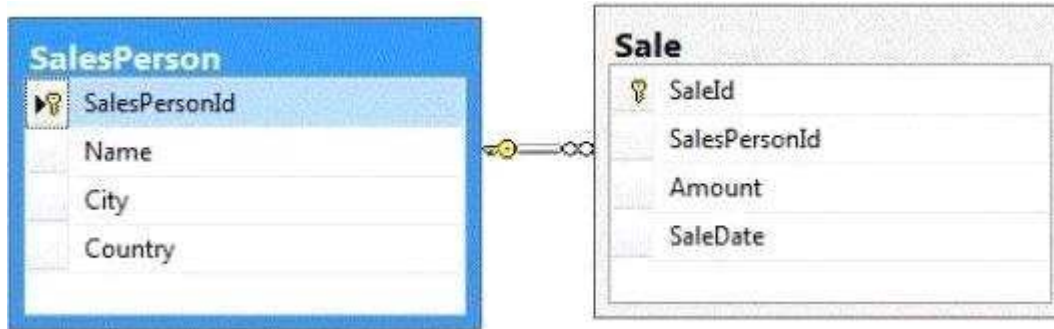 SalesPerson
SalesPersonId
Name
City
Country
Sale
SaleId
SalesPersonId
Amount
SaleDate